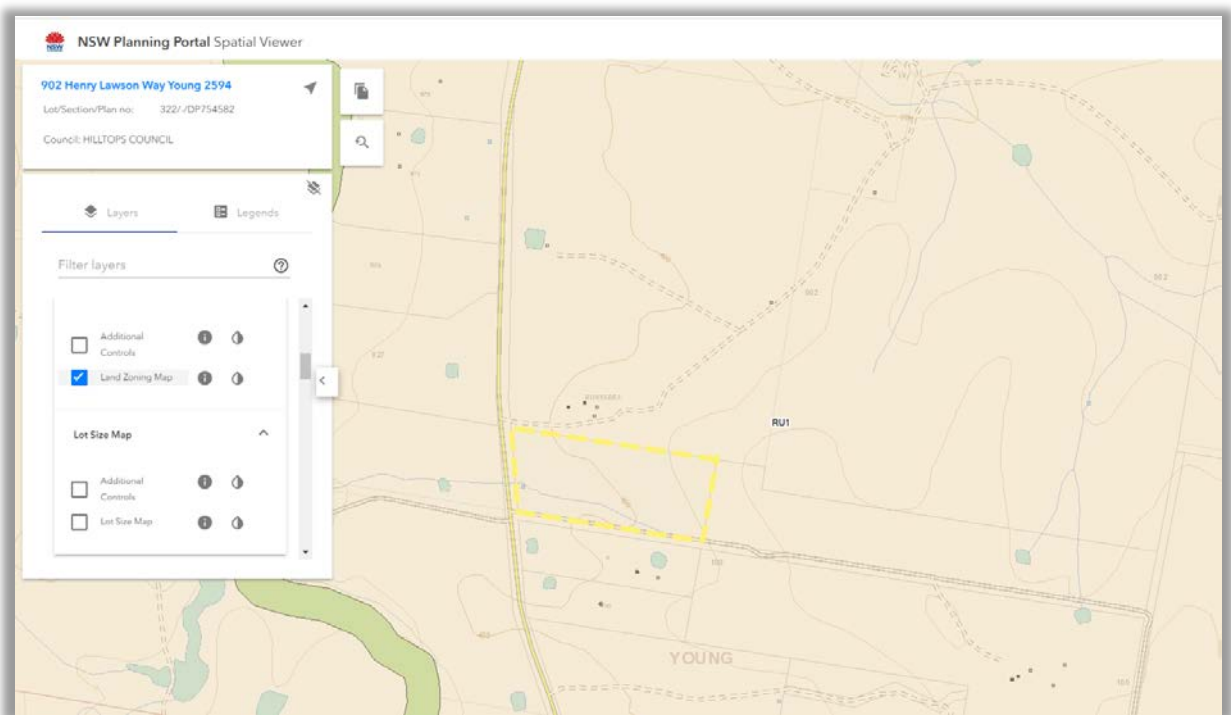 NSW Planning Portal Spatial Viewer
NSW
902 Henry Lawson Way Young 2594
Lot/Section/Plan no: 322/-/DP754582
Council: HILLTOPS COUNCIL
Layers
Legends
Filter layers
Additional
Controls
Land Zoning Map
Lot Size Map
Additional
Controls
Lot Size Map
RU1
YOUNG